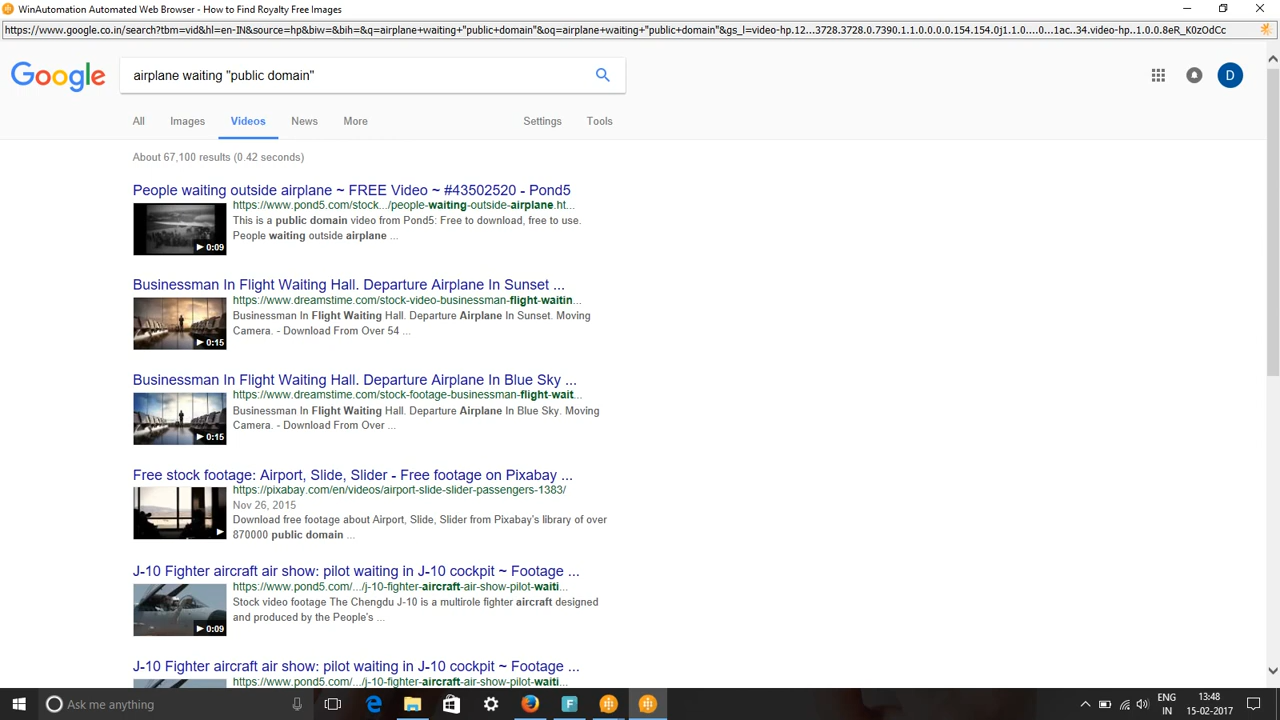 WinAutomation Automated Web Browser - How to Find Royalty Free Images
https://www.google.co.in/search?tbm=vid&hl=en-IN&source=hp&biw=&bih=&q=airplane+waiting+"public+domain"&oq=airplane+waiting+"public+domain"&gs_l=video-hp.12...3728.3728.0.7390.1.1.0.0.0.0.154.154.0j1.1.0....0...1ac..34.video-hp..1.0.0.8eR_K0zOdCc
Google
airplane waiting "public domain"
D
All Images Videos News More Settings Tools
About 67,100 results (0.42 seconds)
People waiting outside airplane ~ FREE Video ~ #43502520 - Pond5
https://www.pond5.com/stock.../people-waiting-outside-airplane.ht...
This is a public domain video from Pond5: Free to download, free to use.
People waiting outside airplane ...
0:09
Businessman In Flight Waiting Hall. Departure Airplane In Sunset ...
https://www.dreamstime.com/stock-video-businessman-flight-waitin...
Businessman In Flight Waiting Hall. Departure Airplane In Sunset. Moving
Camera. - Download From Over 54 ...
0:15
Businessman In Flight Waiting Hall. Departure Airplane In Blue Sky ...
https://www.dreamstime.com/stock-footage-businessman-flight-wait...
Businessman In Flight Waiting Hall. Departure Airplane In Blue Sky. Moving
Camera. - Download From Over ...
0:15
Free stock footage: Airport, Slide, Slider - Free footage on Pixabay ...
https://pixabay.com/en/videos/airport-slide-slider-passengers-1383/
Nov 26, 2015
Download free footage about Airport, Slide, Slider from Pixabay's library of over
870000 public domain ...
J-10 Fighter aircraft air show: pilot waiting in J-10 cockpit ~ Footage ...
https://www.pond5.com/.../j-10-fighter-aircraft-air-show-pilot-waiti...
Stock video footage The Chengdu J-10 is a multirole fighter aircraft designed
and produced by the People's ...
0:09
J-10 Fighter aircraft air show: pilot waiting in J-10 cockpit ~ Footage ...
https://www.pond5.com/.../j-10-fighter-aircraft-air-show-pilot-waiti...
Ask me anything
F
ENG
IN
13:48
15-02-2017